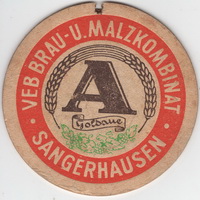 VEB BRAU- U. MALZKOMBINAT
A
Goldaue
· SANGERHAUSEN ·